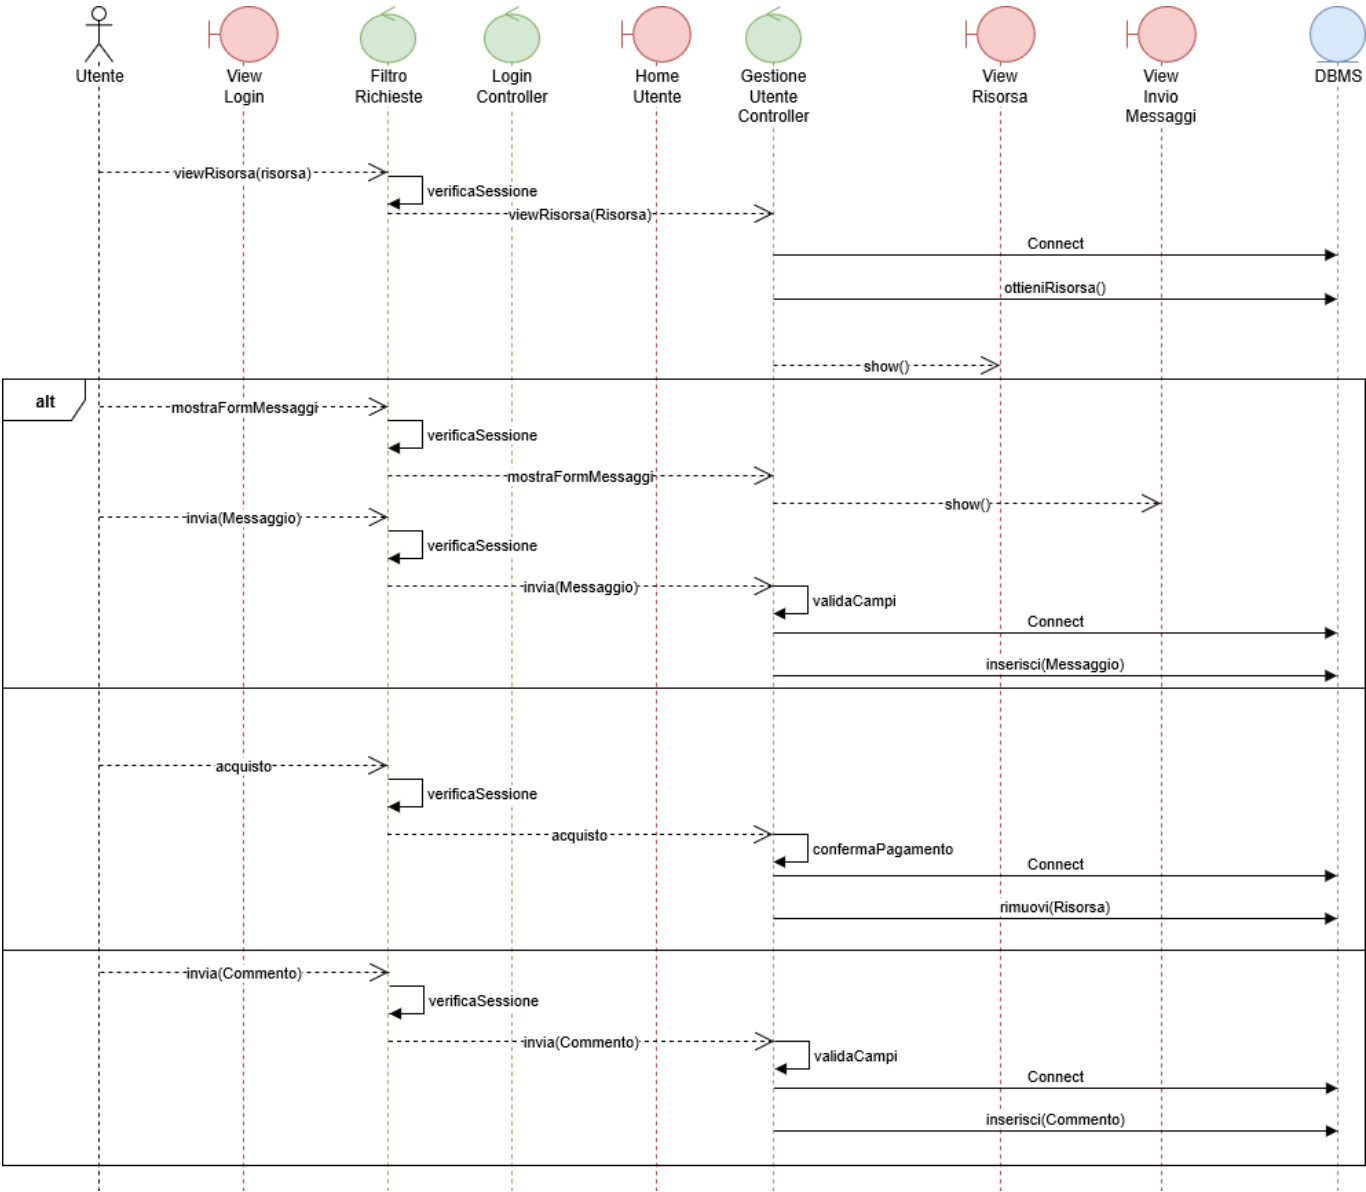 Utente
View
Login
Filtro
Richieste
Login
Controller
Home
Utente
Gestione
Utente
Controller
View
Risorsa
View
Invio
Messaggi
DBMS
viewRisorsa(risorsa)
verificaSessione
viewRisorsa(Risorsa)
Connect
ottieniRisorsa()
show()
alt
mostraFormMessaggi
verificaSessione
mostraFormMessaggi
show()
invia(Messaggio)
verificaSessione
invia(Messaggio)
validaCampi
Connect
inserisci(Messaggio)
acquisto
verificaSessione
acquisto
confermaPagamento
Connect
rimuovi(Risorsa)
invia(Commento)
verificaSessione
invia(Commento)
validaCampi
Connect
inserisci(Commento)